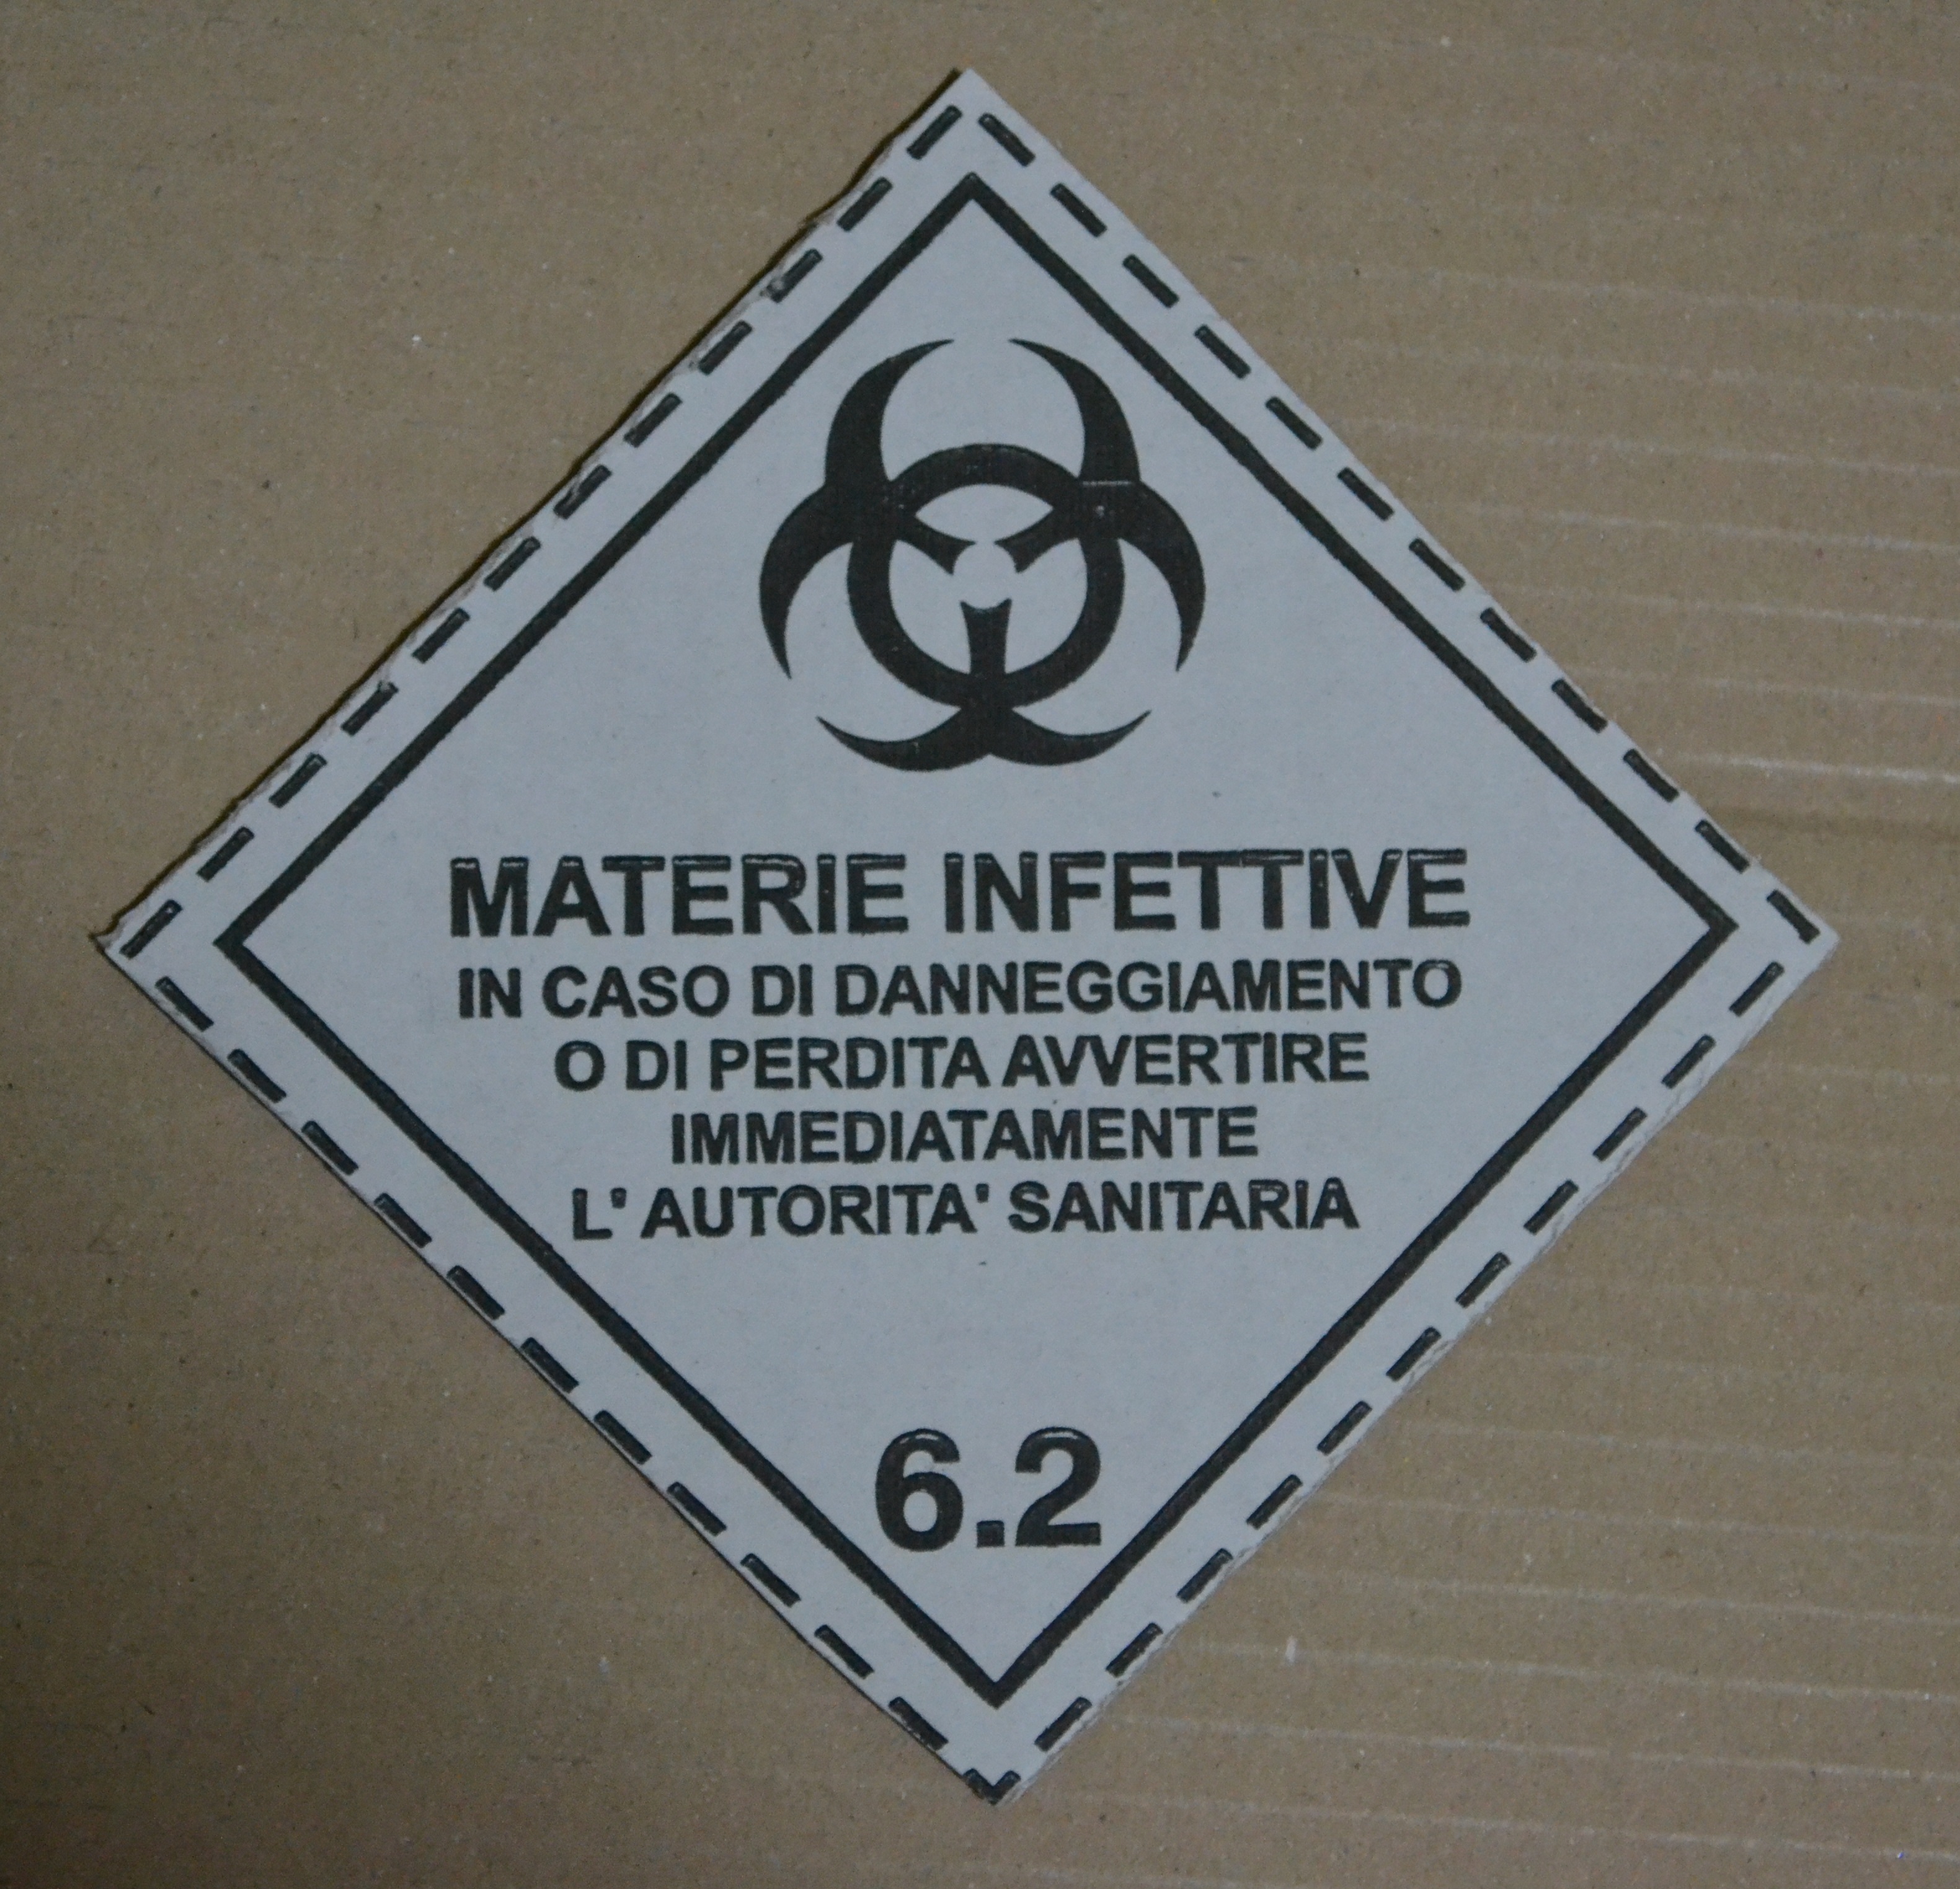 MATERIE INFETTIVE
IN CASO DI DANNEGGIAMENTO
O DI PERDITA AVVERTIRE
IMMEDIATAMENTE
L' AUTORITA' SANITARIA
6.2